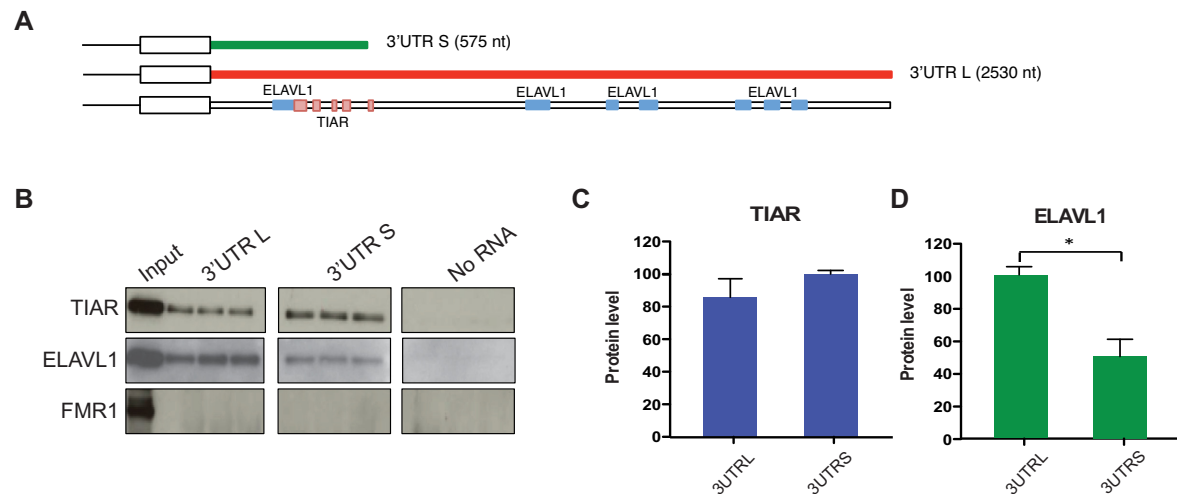 A
3'UTR S (575 nt)
3'UTR L (2530 nt)
ELAVL1 ELAVL1 ELAVL1 ELAVL1
TIAR
B
Input 3'UTR L 3'UTR S No RNA
TIAR
ELAVL1
FMR1
C
TIAR
Protein level
120
100
80
60
40
20
0
3UTRL 3UTRS
D
ELAVL1
*
Protein level
120
100
80
60
40
20
0
3UTRL 3UTRS